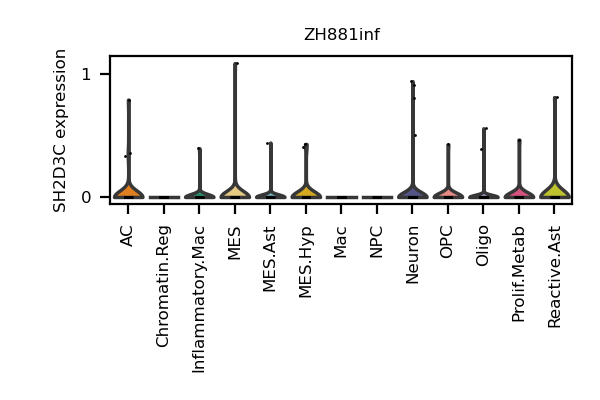 ZH881inf
SH2D3C expression
1
0
AC
Chromatin.Reg
Inflammatory.Mac
MES
MES.Ast
MES.Hyp
Mac
NPC
Neuron
OPC
Oligo
Prolif.Metab
Reactive.Ast